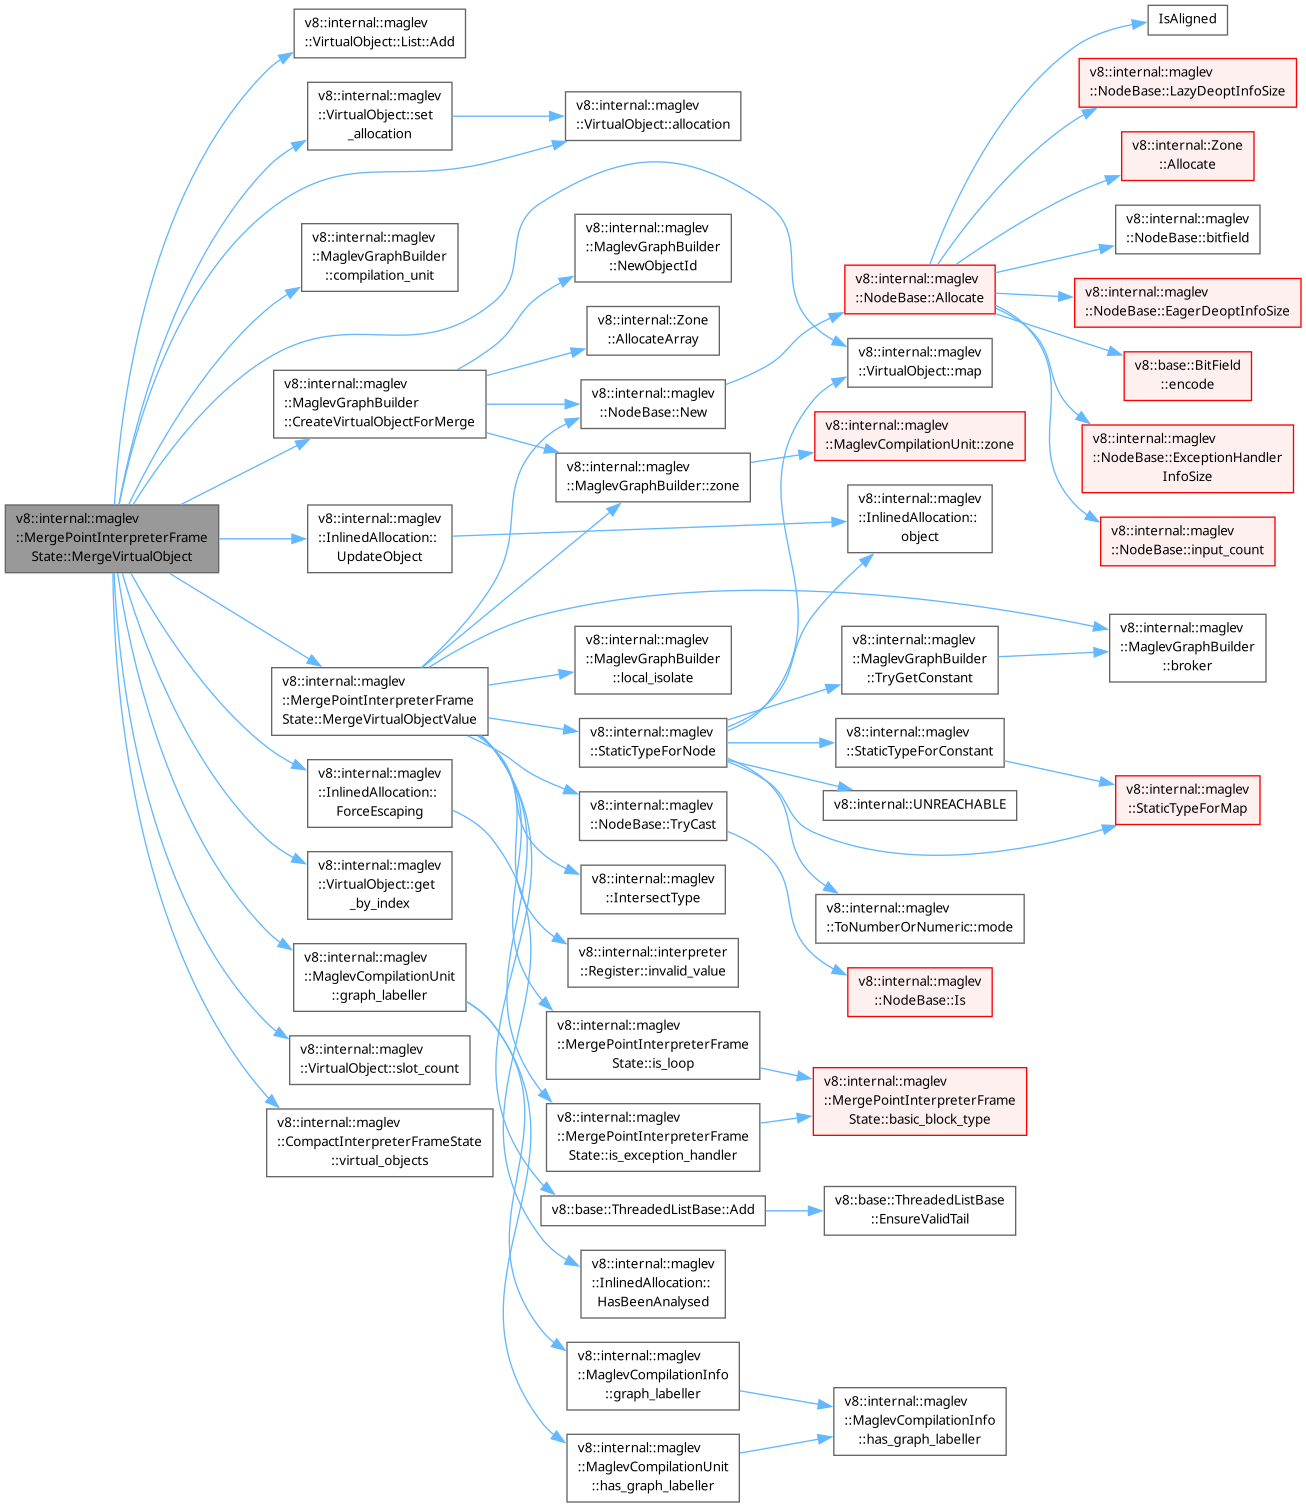 v8::internal::maglev
::MergePointInterpreterFrame
State::MergeVirtualObject
v8::internal::maglev
::VirtualObject::List::Add
v8::internal::maglev
::VirtualObject::set
_allocation
v8::internal::maglev
::VirtualObject::allocation
v8::internal::maglev
::MaglevGraphBuilder
::compilation_unit
v8::internal::maglev
::MaglevGraphBuilder
::CreateVirtualObjectForMerge
v8::internal::maglev
::MaglevGraphBuilder
::NewObjectId
v8::internal::Zone
::AllocateArray
v8::internal::maglev
::NodeBase::New
v8::internal::maglev
::MaglevGraphBuilder::zone
v8::internal::maglev
::NodeBase::Allocate
IsAligned
v8::internal::maglev
::NodeBase::LazyDeoptInfoSize
v8::internal::Zone
::Allocate
v8::internal::maglev
::NodeBase::bitfield
v8::internal::maglev
::NodeBase::EagerDeoptInfoSize
v8::base::BitField
::encode
v8::internal::maglev
::NodeBase::ExceptionHandler
InfoSize
v8::internal::maglev
::NodeBase::input_count
v8::internal::maglev
::VirtualObject::map
v8::internal::maglev
::MaglevCompilationUnit::zone
v8::internal::maglev
::InlinedAllocation::
UpdateObject
v8::internal::maglev
::InlinedAllocation::
object
v8::internal::maglev
::MergePointInterpreterFrame
State::MergeVirtualObjectValue
v8::internal::maglev
::MaglevGraphBuilder
::local_isolate
v8::internal::maglev
::StaticTypeForNode
v8::internal::maglev
::MaglevGraphBuilder
::TryGetConstant
v8::internal::maglev
::MaglevGraphBuilder
::broker
v8::internal::maglev
::StaticTypeForConstant
v8::internal::UNREACHABLE
v8::internal::maglev
::StaticTypeForMap
v8::internal::maglev
::ToNumberOrNumeric::mode
v8::internal::maglev
::NodeBase::TryCast
v8::internal::maglev
::NodeBase::Is
v8::internal::maglev
::IntersectType
v8::internal::interpreter
::Register::invalid_value
v8::internal::maglev
::MergePointInterpreterFrame
State::is_loop
v8::internal::maglev
::MergePointInterpreterFrame
State::is_exception_handler
v8::internal::maglev
::MergePointInterpreterFrame
State::basic_block_type
v8::base::ThreadedListBase::Add
v8::base::ThreadedListBase
::EnsureValidTail
v8::internal::maglev
::InlinedAllocation::
HasBeenAnalysed
v8::internal::maglev
::InlinedAllocation::
ForceEscaping
v8::internal::maglev
::VirtualObject::get
_by_index
v8::internal::maglev
::MaglevCompilationUnit
::graph_labeller
v8::internal::maglev
::VirtualObject::slot_count
v8::internal::maglev
::CompactInterpreterFrameState
::virtual_objects
v8::internal::maglev
::MaglevCompilationInfo
::graph_labeller
v8::internal::maglev
::MaglevCompilationUnit
::has_graph_labeller
v8::internal::maglev
::MaglevCompilationInfo
::has_graph_labeller